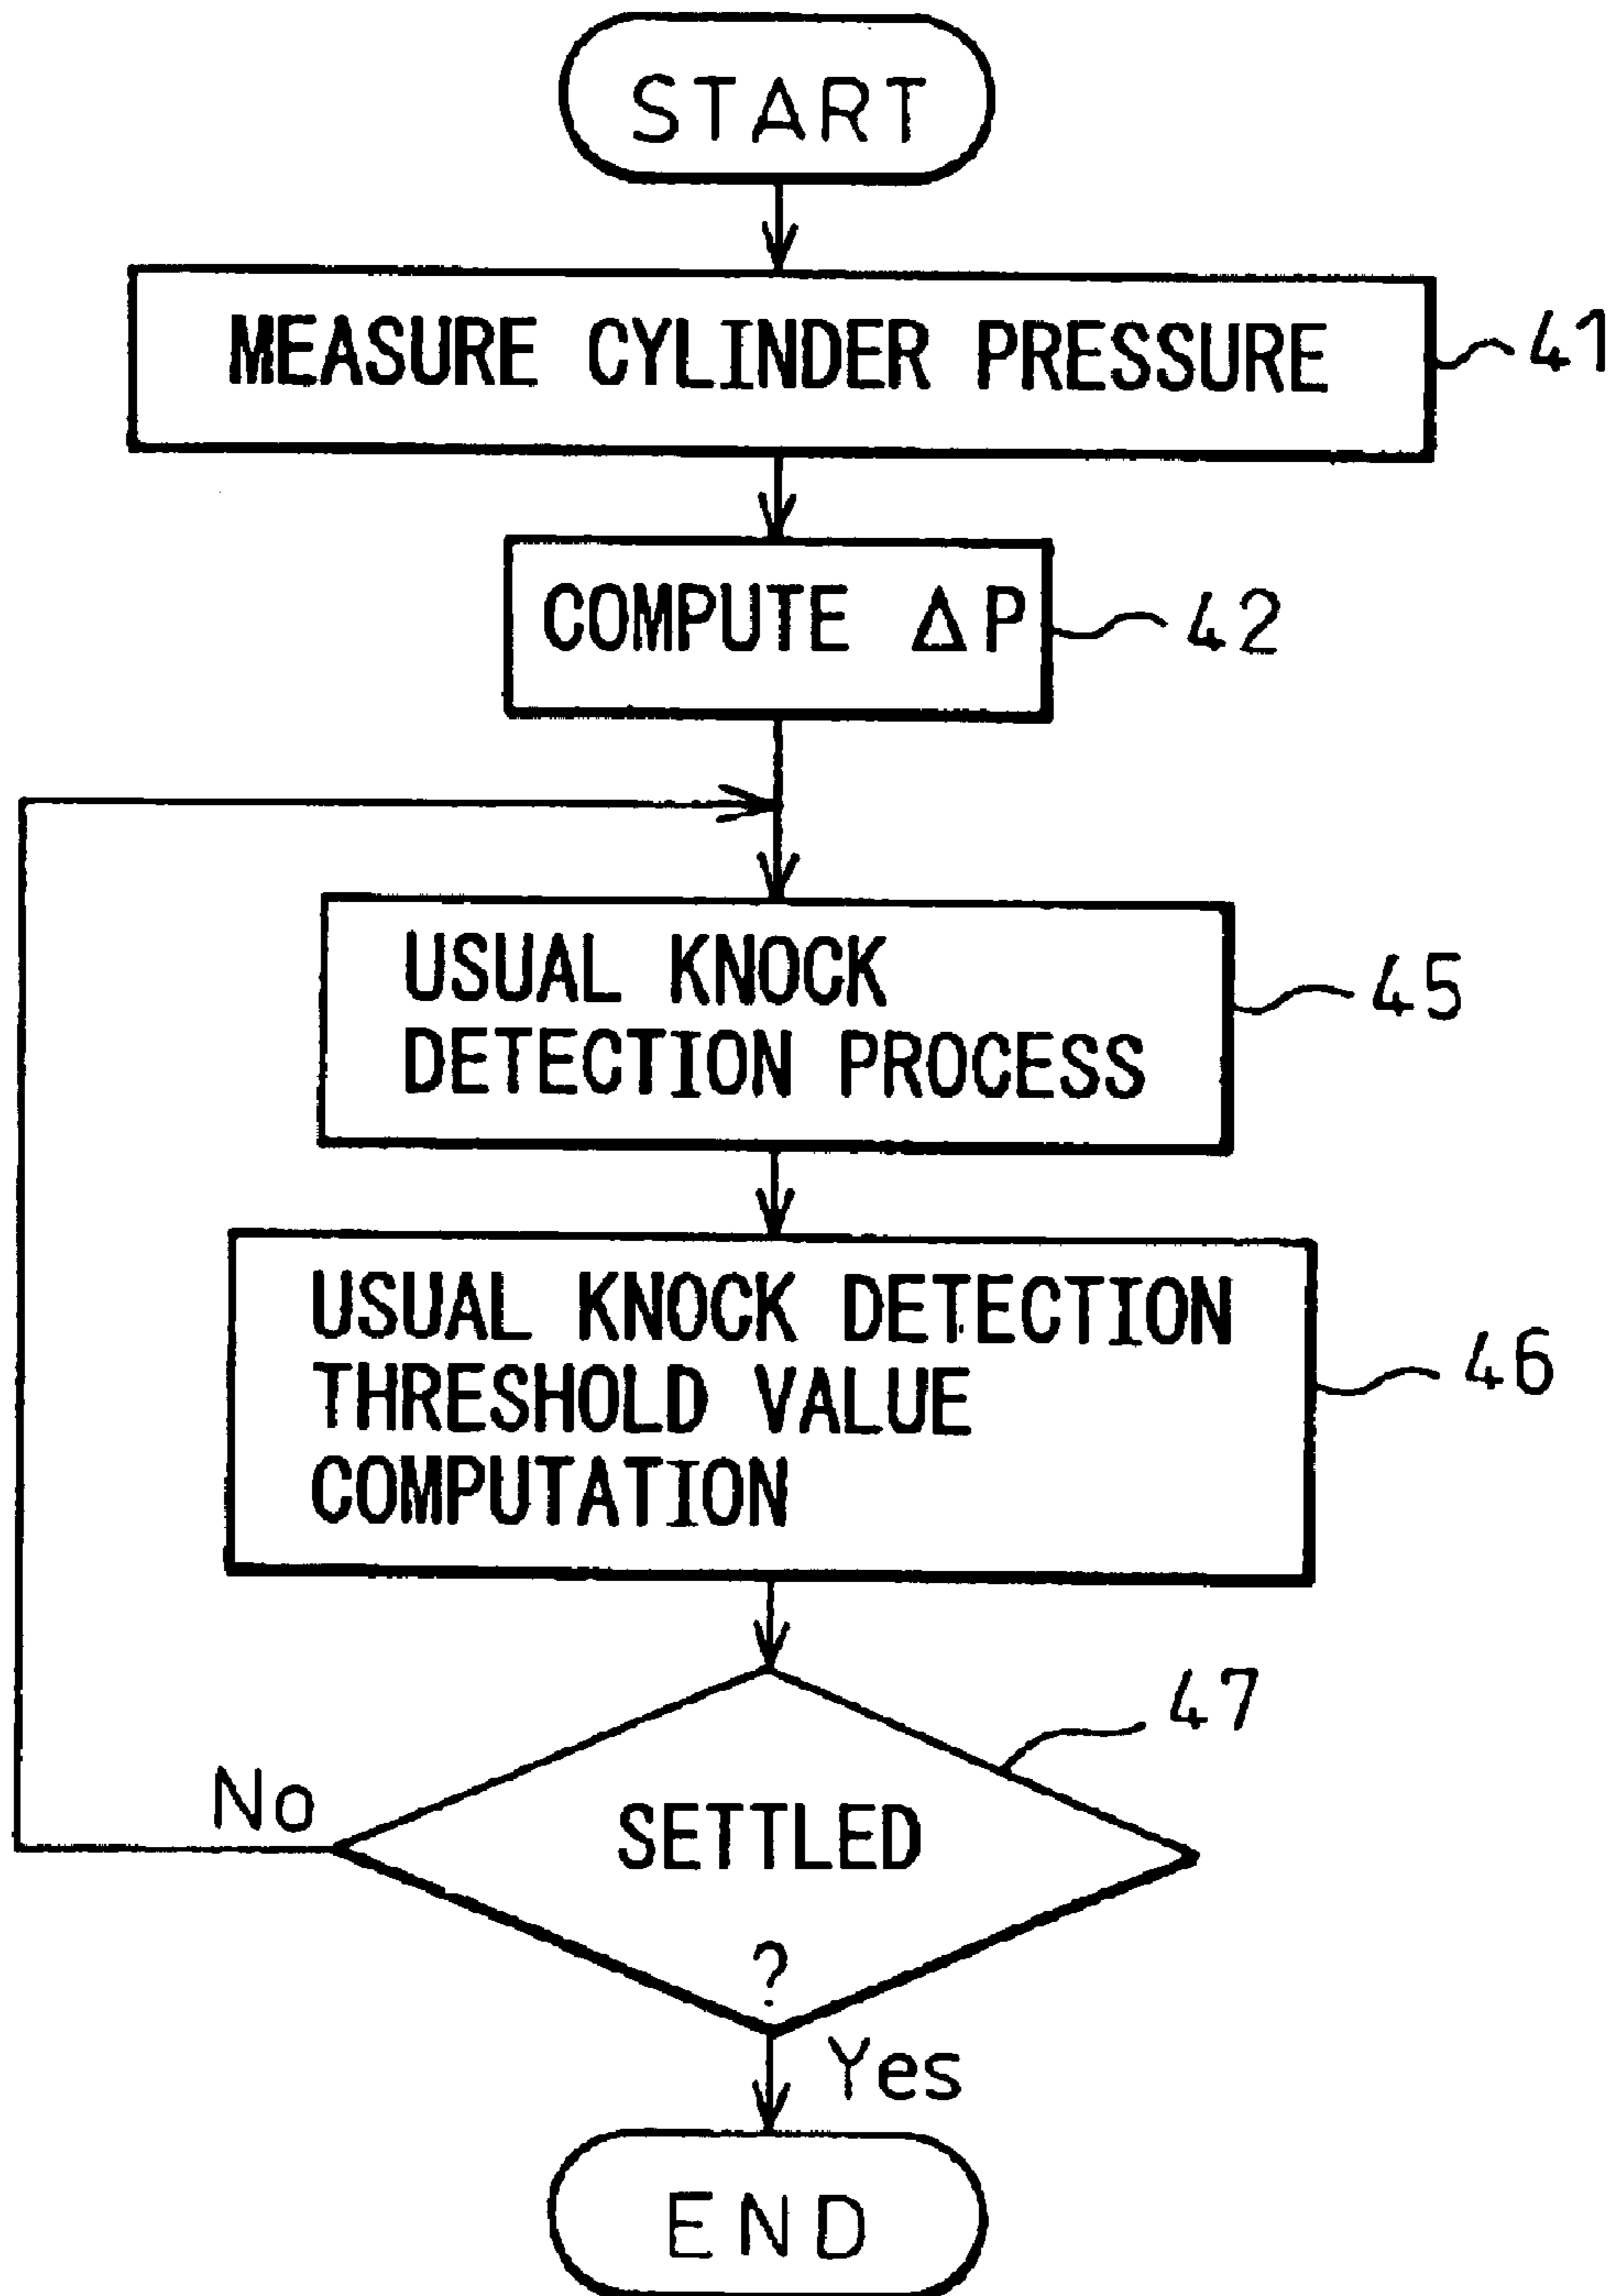 START
MEASURE CYLINDER PRESSURE
41
COMPUTE ΔP
42
USUAL KNOCK
DETECTION PROCESS
45
USUAL KNOCK DETECTION
THRESHOLD VALUE
COMPUTATION
46
47
No
SETTLED
?
Yes
END